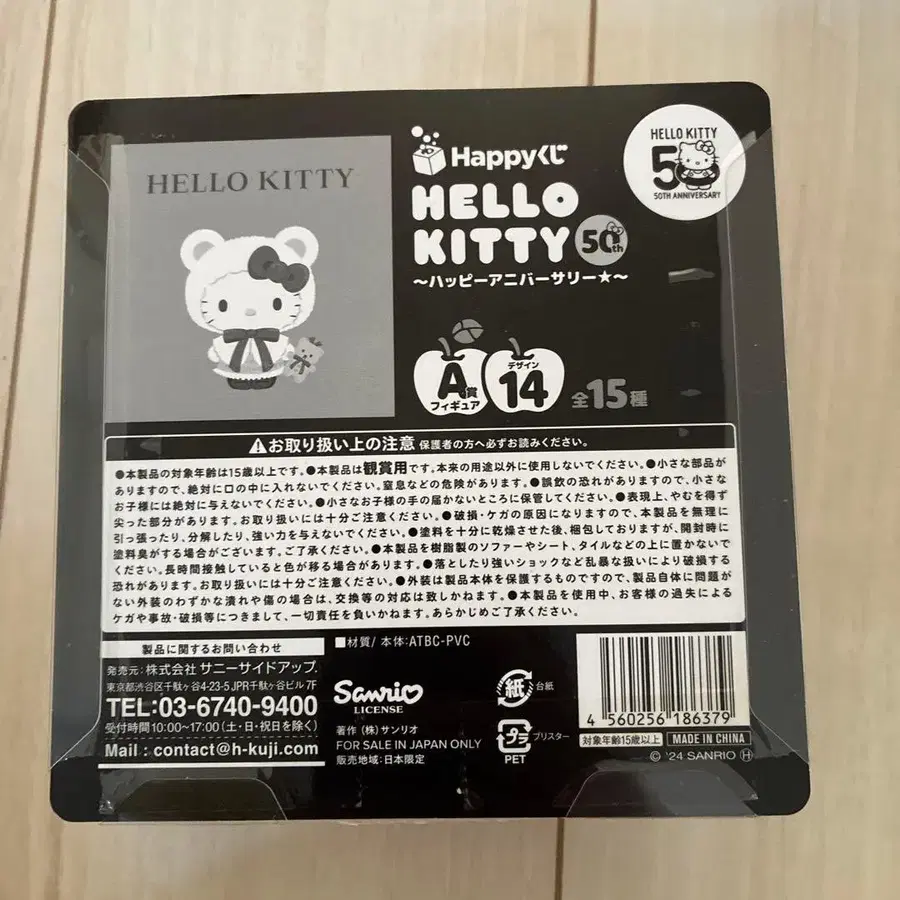 HELLO KITTY
Happyくじ
HELLO
KITTY 50th
～ハッピーアニバーサリー★～
HELLO KITTY
50
50TH ANNIVERSARY
A賞
フィギュア
デザイン
14
全15種
⚠お取り扱い上の注意 保護者の方へ必ずお読みください。
●本製品の対象年齢は15歳以上です。●本製品は観賞用です。本来の用途以外に使用しないでください。●小さな部品が
ありますので、絶対に口の中に入れないでください。窒息などの危険があります。●誤飲の恐れがありますので、小さな
お子様には絶対に与えないでください。●小さなお子様の手の届かないところに保管してください。●表現上、やむを得ず
尖った部分があります。お取り扱いには十分ご注意ください。●破損・ケガの原因になりますので、本製品を無理に
引っ張ったり、分解したり、強い力を与えないでください。●塗料を十分に乾燥させた後、梱包しておりますが、開封時に
塗料臭がする場合がございます。ご了承ください。●本製品を樹脂製のソファーやシート、タイルなどの上に置かないで
ください。長時間接触していると色が移る場合があります。●落としたり強いショックなど乱暴な扱いにより破損する
恐れがあります。お取り扱いには十分ご注意ください。●外装は製品本体を保護するものですので、製品自体に問題が
ない外装のわずかな潰れや傷の場合は、交換等の対応は致しかねます。●本製品を使用中、お客様の過失による
ケガや事故・破損等につきまして、一切責任を負いかねます。あらかじめご了承ください。
製品に関するお問い合わせ
発売元：株式会社 サニーサイドアップ
東京都渋谷区千駄ヶ谷4-23-5 JPR千駄ヶ谷ビル 7F
TEL:03-6740-9400
受付時間10:00～17:00（土・日・祝日を除く）
Mail : contact@h-kuji.com
■材質/ 本体:ATBC-PVC
Sanrio
LICENSE
著作（株）サンリオ
FOR SALE IN JAPAN ONLY
販売地域：日本限定
紙 台紙
プラ ブリスター
PET
4 560256 186379
対象年齢15歳以上
MADE IN CHINA
© '24 SANRIO Ⓗ